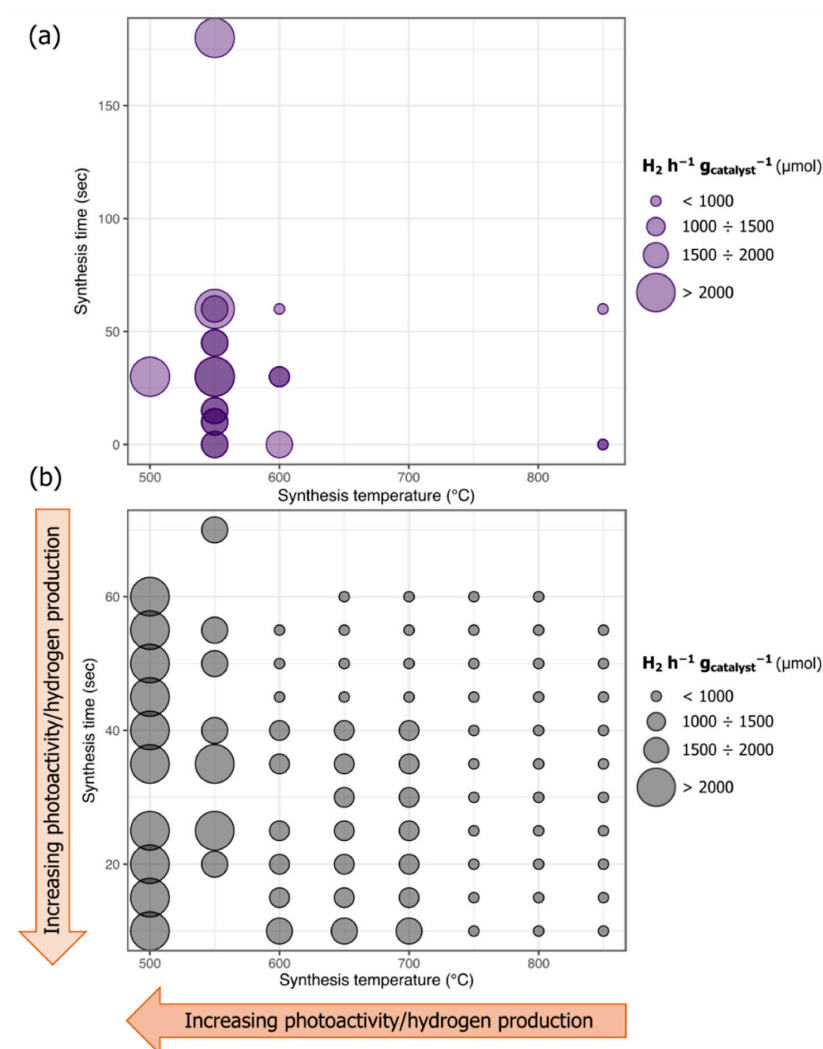 (a)
150
100
50
0
Synthesis time (sec)
500 600 700 800
Synthesis temperature (°C)
H₂ h⁻¹ g_catalyst⁻¹ (µmol)
< 1000
1000 ÷ 1500
1500 ÷ 2000
> 2000
(b)
Increasing photoactivity/hydrogen production
60
40
20
Synthesis time (sec)
500 600 700 800
Synthesis temperature (°C)
H₂ h⁻¹ g_catalyst⁻¹ (µmol)
< 1000
1000 ÷ 1500
1500 ÷ 2000
> 2000
Increasing photoactivity/hydrogen production